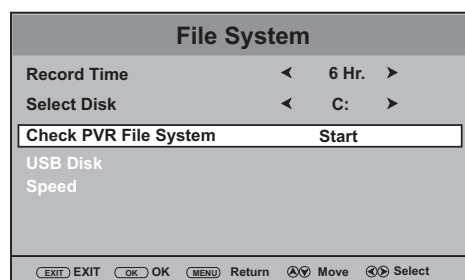 File System
Record Time 6 Hr.
Select Disk C:
Check PVR File System Start
USB Disk
Speed
EXIT EXIT OK OK MENU Return Move Select